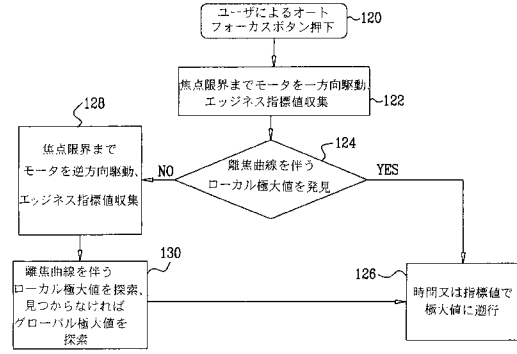 ユーザによるオート
フォーカスボタン押下
120
焦点限界までモータを一方向駆動、
エッジネス指標値収集
122
128
焦点限界まで
モータを逆方向駆動、
エッジネス指標値収集
124
離焦曲線を伴う
ローカル極大値を発見
NO
YES
130
離焦曲線を伴う
ローカル極大値を探索、
見つからなければ
グローバル極大値を
探索
126
時間又は指標値で
極大値に遡行